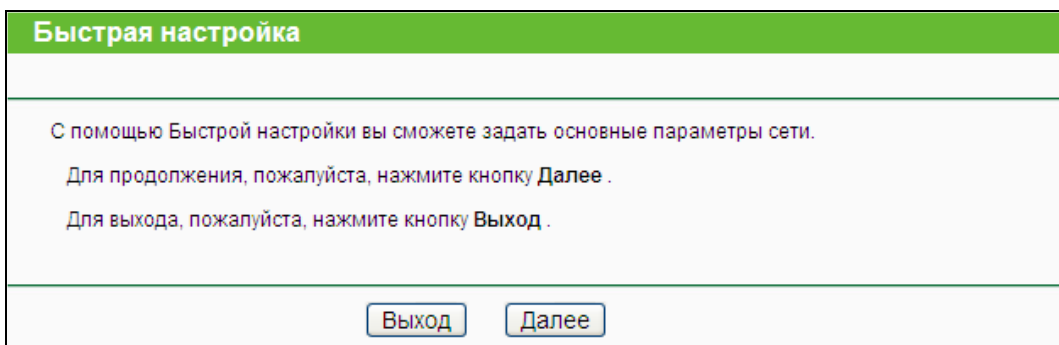 Быстрая настройка
С помощью Быстрой настройки вы сможете задать основные параметры сети.
Для продолжения, пожалуйста, нажмите кнопку Далее .
Для выхода, пожалуйста, нажмите кнопку Выход .
Выход Далее